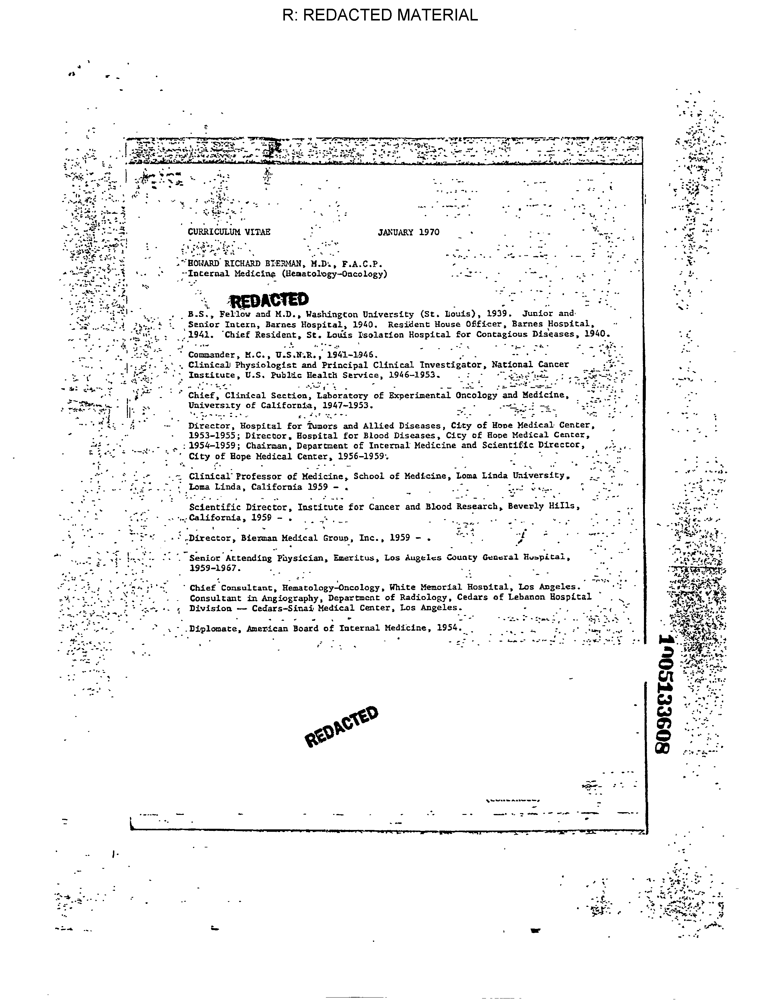 R: REDACTED MATERIAL
CURRICULUM VITAE JANUARY 1970
HOWARD RICHARD BIERMAN, M.D., F.A.C.P.
Internal Medicine (Hematology-Oncology)
REDACTED
B.S., Fellow and M.D., Washington University (St. Louis), 1939. Junior and
Senior Intern, Barnes Hospital, 1940. Resident House Officer, Barnes Hospital,
1941. Chief Resident, St. Louis Isolation Hospital for Contagious Diseases, 1940.
Commander, M.C., U.S.N.R., 1941-1946.
Clinical Physiologist and Principal Clinical Investigator, National Cancer
Institute, U.S. Public Health Service, 1946-1953.
Chief, Clinical Section, Laboratory of Experimental Oncology and Medicine,
University of California, 1947-1953.
Director, Hospital for Tumors and Allied Diseases, City of Hope Medical Center,
1953-1955; Director, Hospital for Blood Diseases, City of Hope Medical Center,
1954-1959; Chairman, Department of Internal Medicine and Scientific Director,
City of Hope Medical Center, 1956-1959.
Clinical Professor of Medicine, School of Medicine, Loma Linda University,
Loma Linda, California 1959 - .
Scientific Director, Institute for Cancer and Blood Research, Beverly Hills,
California, 1959 - .
Director, Bierman Medical Group, Inc., 1959 - .
Senior Attending Physician, Emeritus, Los Angeles County General Hospital,
1959-1967.
Chief Consultant, Hematology-Oncology, White Memorial Hospital, Los Angeles.
Consultant in Angiography, Department of Radiology, Cedars of Lebanon Hospital
Division -- Cedars-Sinai Medical Center, Los Angeles.
Diplomate, American Board of Internal Medicine, 1954.
1005133608
REDACTED